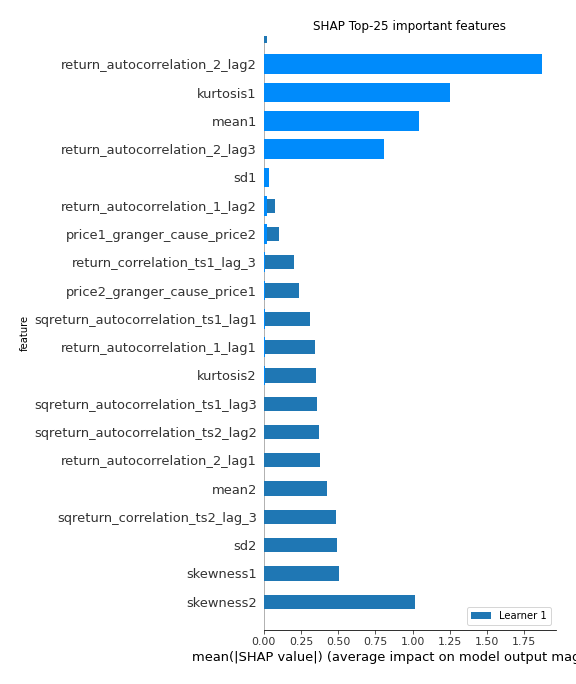 SHAP Top-25 important features
return_autocorrelation_2_lag2
kurtosis1
mean1
return_autocorrelation_2_lag3
sd1
return_autocorrelation_1_lag2
price1_granger_cause_price2
return_correlation_ts1_lag_3
price2_granger_cause_price1
sqreturn_autocorrelation_ts1_lag1
return_autocorrelation_1_lag1
kurtosis2
sqreturn_autocorrelation_ts1_lag3
sqreturn_autocorrelation_ts2_lag2
return_autocorrelation_2_lag1
mean2
sqreturn_correlation_ts2_lag_3
sd2
skewness1
skewness2
feature
Learner 1
0.00 0.25 0.50 0.75 1.00 1.25 1.50 1.75
mean(|SHAP value|) (average impact on model output mag